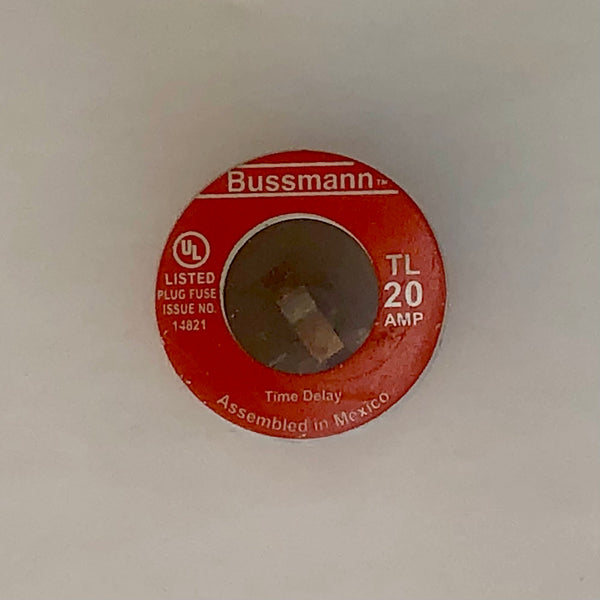 Bussmann™
UL
LISTED
PLUG FUSE
ISSUE NO.
14821
TL
20
AMP
Time Delay
Assembled in Mexico